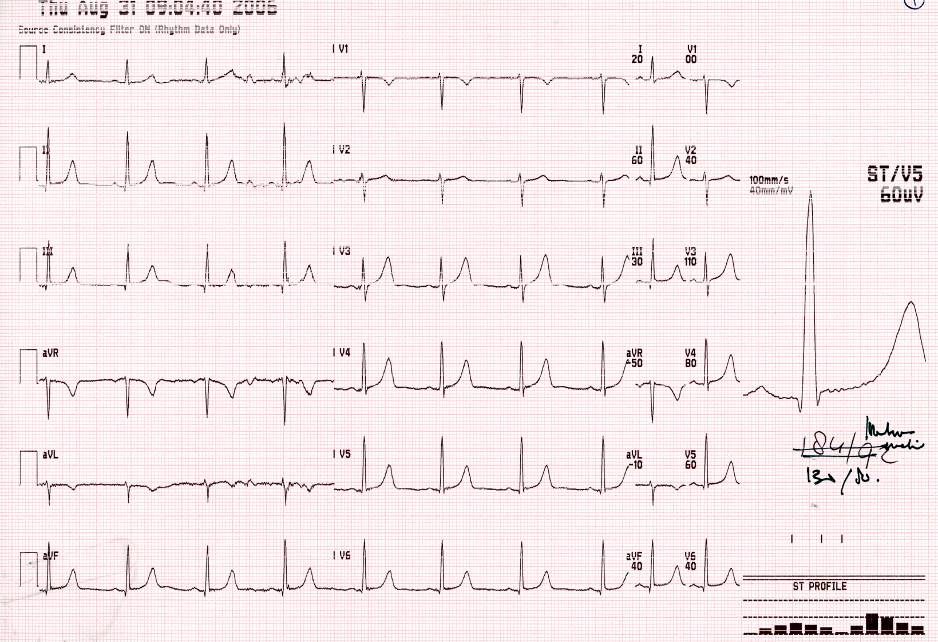 Thu Aug 31 09:04:40 2006
Source Consistency Filter ON (Rhythm Data Only)
I
V1
I
20
V1
00
II
V2
II
60
V2
40
100mm/s
40mm/mV
ST/V5
60uV
III
V3
III
30
V3
110
aVR
V4
aVR
-50
V4
80
aVL
V5
aVL
-10
V5
60
130/80.
aVF
V6
aVF
40
V6
40
ST PROFILE